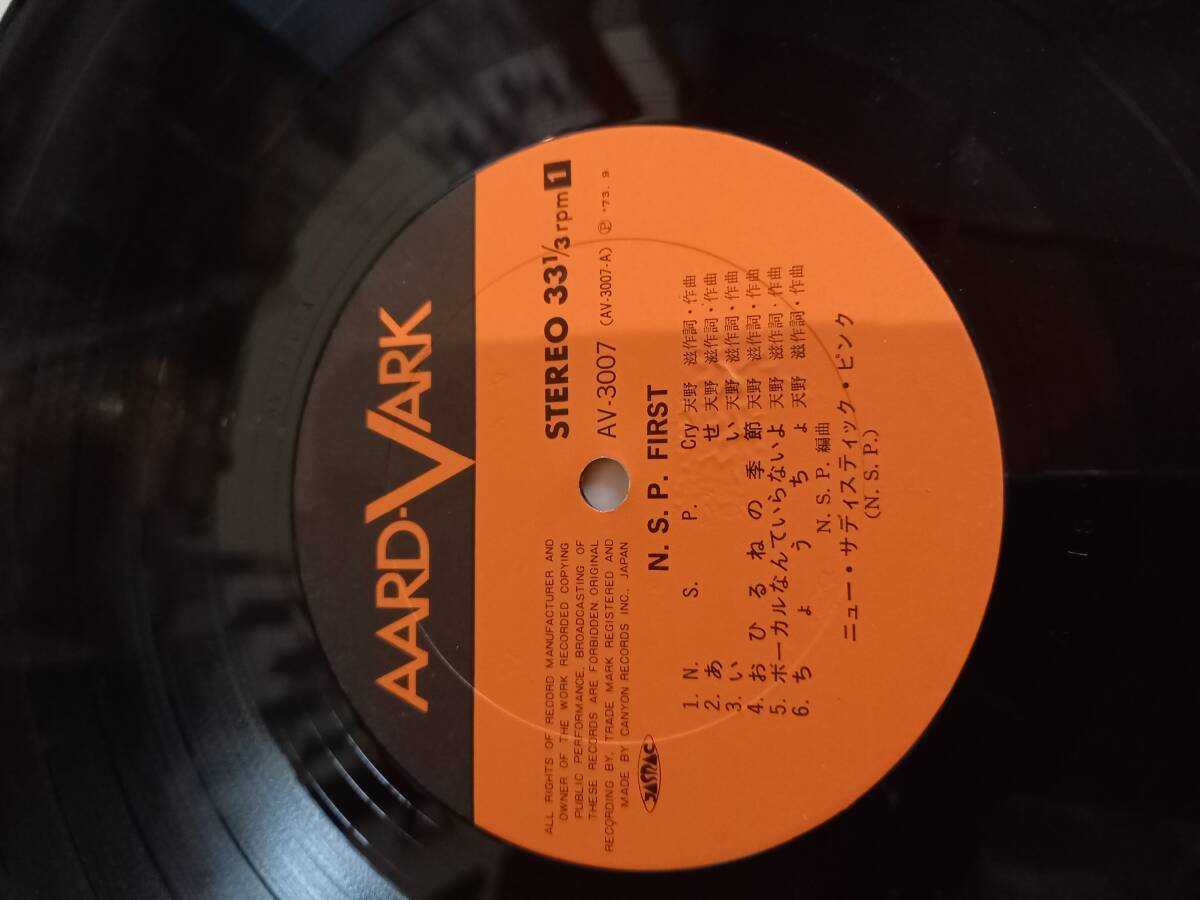 AARD-VARK
ALL RIGHTS OF RECORD MANUFACTURER AND
OWNER OF THE WORK RECORDED COPYING
PUBLIC PERFORMANCE, BROADCASTING OF
THESE RECORDS ARE FORBIDDEN. ORIGINAL
RECORDING BY, TRADE MARK REGISTERED AND
MADE BY CANYON RECORDS INC., JAPAN
JASRAC
STEREO 33 1/3 rpm 1
AV-3007 (AV-3007-A) Ⓟ '73. 9
N. S. P. FIRST
1. N. S. P. Cry 天野 滋作詞・作曲
2. あせ 天野 滋作詞・作曲
3. いい 天野 滋作詞・作曲
4. おひるねの季節 天野 滋作詞・作曲
5. ボーカルなんていらないよ 天野 滋作詞・作曲
6. ちょうちょ 天野 滋作詞・作曲
N. S. P. 編曲
ニュー・サディスティック・ピンク
(N. S. P.)